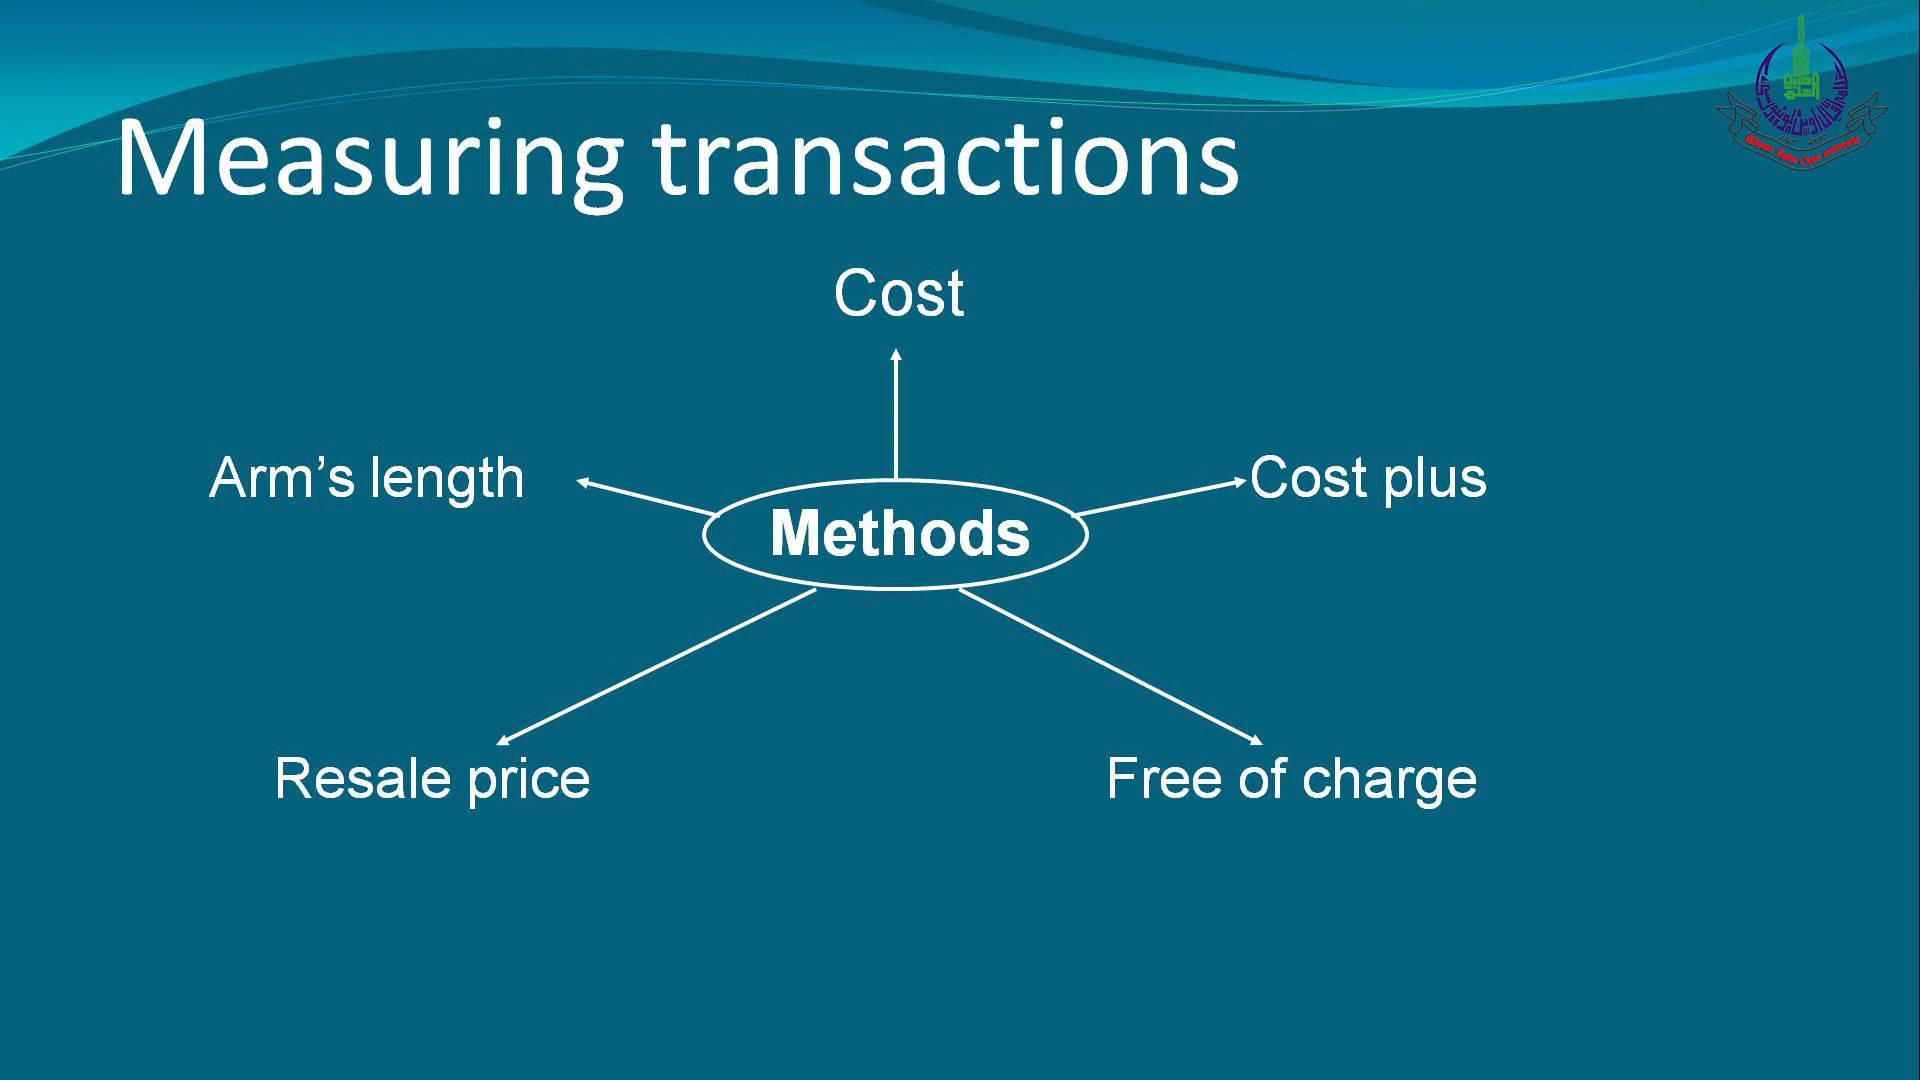 Measuring transactions
Cost
Arm’s length
Cost plus
Methods
Resale price
Free of charge